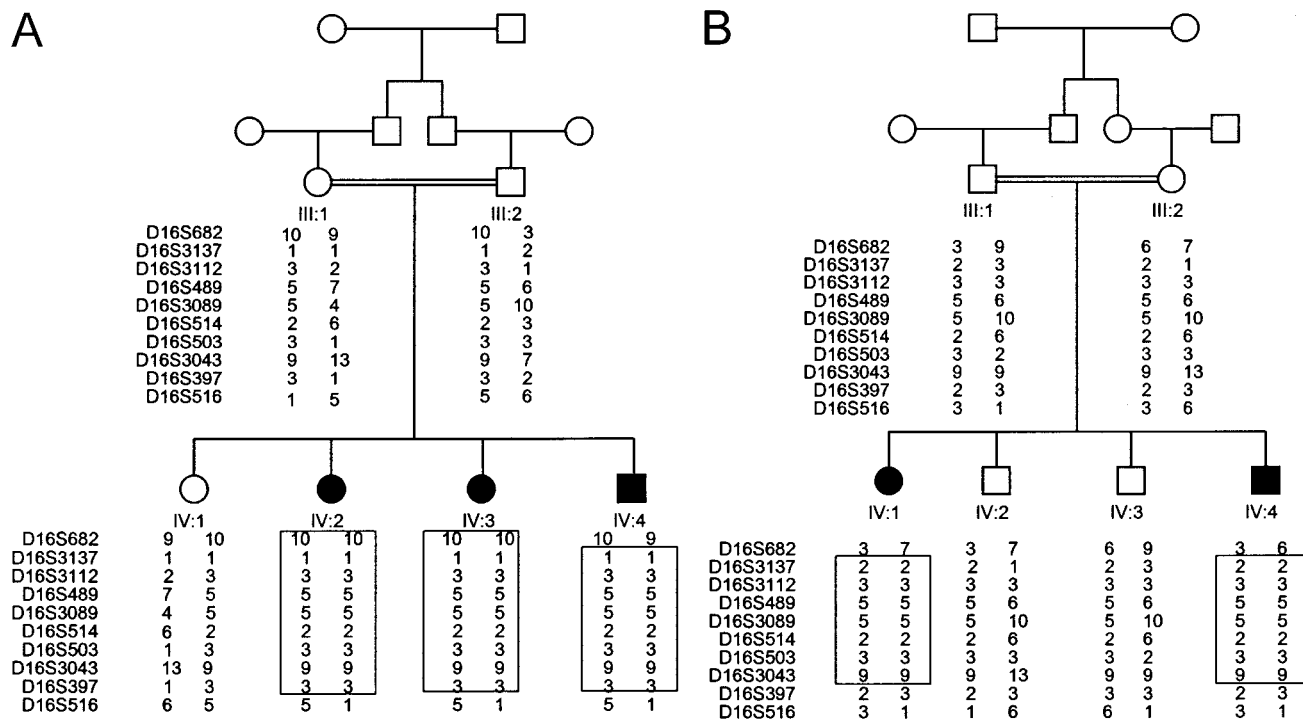 A
B
III:1 III:2
D16S682 10 9 10 3
D16S3137 1 1 1 2
D16S3112 3 2 3 1
D16S489 5 7 5 6
D16S3089 5 4 5 10
D16S514 2 6 2 3
D16S503 3 1 3 3
D16S3043 9 13 9 7
D16S397 3 1 3 2
D16S516 1 5 5 6
IV:1 IV:2 IV:3 IV:4
D16S682 9 10 10 10 10 10 10 9
D16S3137 1 1 1 1 1 1 1 1
D16S3112 2 3 3 3 3 3 3 3
D16S489 7 5 5 5 5 5 5 5
D16S3089 4 5 5 5 5 5 5 5
D16S514 6 2 2 2 2 2 2 2
D16S503 1 3 3 3 3 3 3 3
D16S3043 13 9 9 9 9 9 9 9
D16S397 1 3 3 3 3 3 3 3
D16S516 6 5 5 1 5 1 5 1
III:1 III:2
D16S682 3 9 6 7
D16S3137 2 3 2 1
D16S3112 3 3 3 3
D16S489 5 6 5 6
D16S3089 5 10 5 10
D16S514 2 6 2 6
D16S503 3 2 3 3
D16S3043 9 9 9 13
D16S397 2 3 2 3
D16S516 3 1 3 6
IV:1 IV:2 IV:3 IV:4
D16S682 3 7 3 7 6 9 3 6
D16S3137 2 2 2 1 2 3 2 2
D16S3112 3 3 3 3 3 3 3 3
D16S489 5 5 5 6 5 6 5 5
D16S3089 5 5 5 10 5 10 5 5
D16S514 2 2 2 6 2 6 2 2
D16S503 3 3 3 3 3 2 3 3
D16S3043 9 9 9 13 9 9 9 9
D16S397 2 3 2 3 3 3 2 3
D16S516 3 1 1 6 6 1 3 1